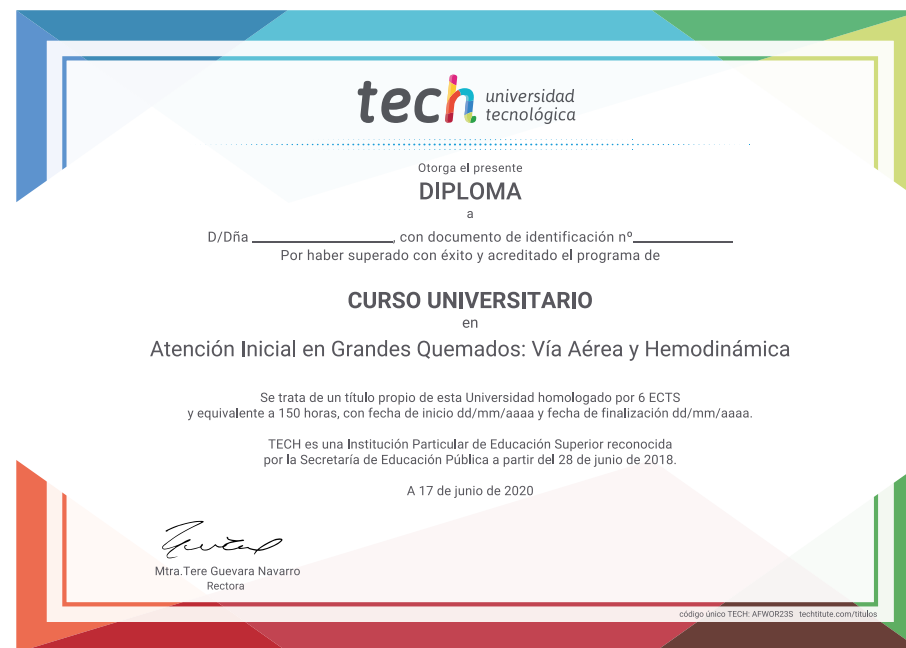 tech universidad
tecnológica
Otorga el presente
DIPLOMA
a
D/Dña ____________________, con documento de identificación nº______________
Por haber superado con éxito y acreditado el programa de
CURSO UNIVERSITARIO
en
Atención Inicial en Grandes Quemados: Vía Aérea y Hemodinámica
Se trata de un título propio de esta Universidad homologado por 6 ECTS
y equivalente a 150 horas, con fecha de inicio dd/mm/aaaa y fecha de finalización dd/mm/aaaa.
TECH es una Institución Particular de Educación Superior reconocida
por la Secretaría de Educación Pública a partir del 28 de junio de 2018.
A 17 de junio de 2020
Mtra.Tere Guevara Navarro
Rectora
código único TECH: AFWOR23S techtitute.com/titulos